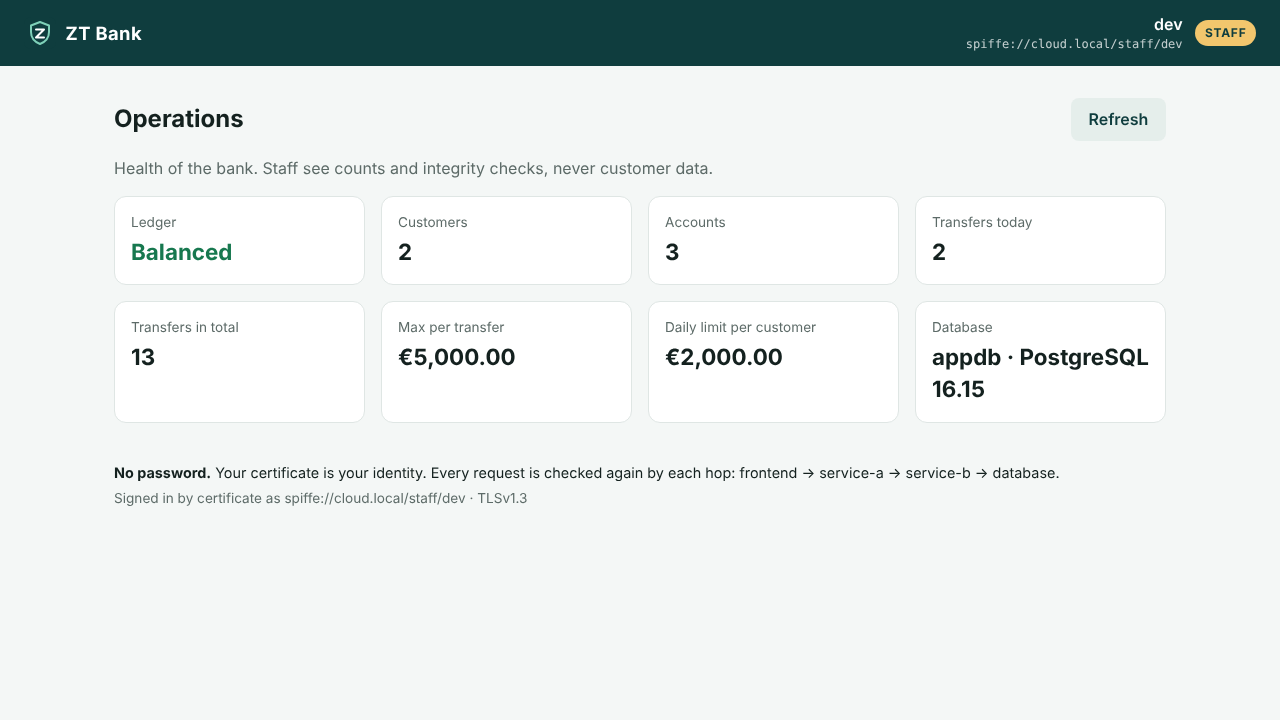 ZT Bank
dev
spiffe://cloud.local/staff/dev
STAFF
Operations
Refresh
Health of the bank. Staff see counts and integrity checks, never customer data.
Ledger
Balanced
Customers
2
Accounts
3
Transfers today
2
Transfers in total
13
Max per transfer
€5,000.00
Daily limit per customer
€2,000.00
Database
appdb · PostgreSQL
16.15
No password. Your certificate is your identity. Every request is checked again by each hop: frontend → service-a → service-b → database.
Signed in by certificate as spiffe://cloud.local/staff/dev · TLSv1.3